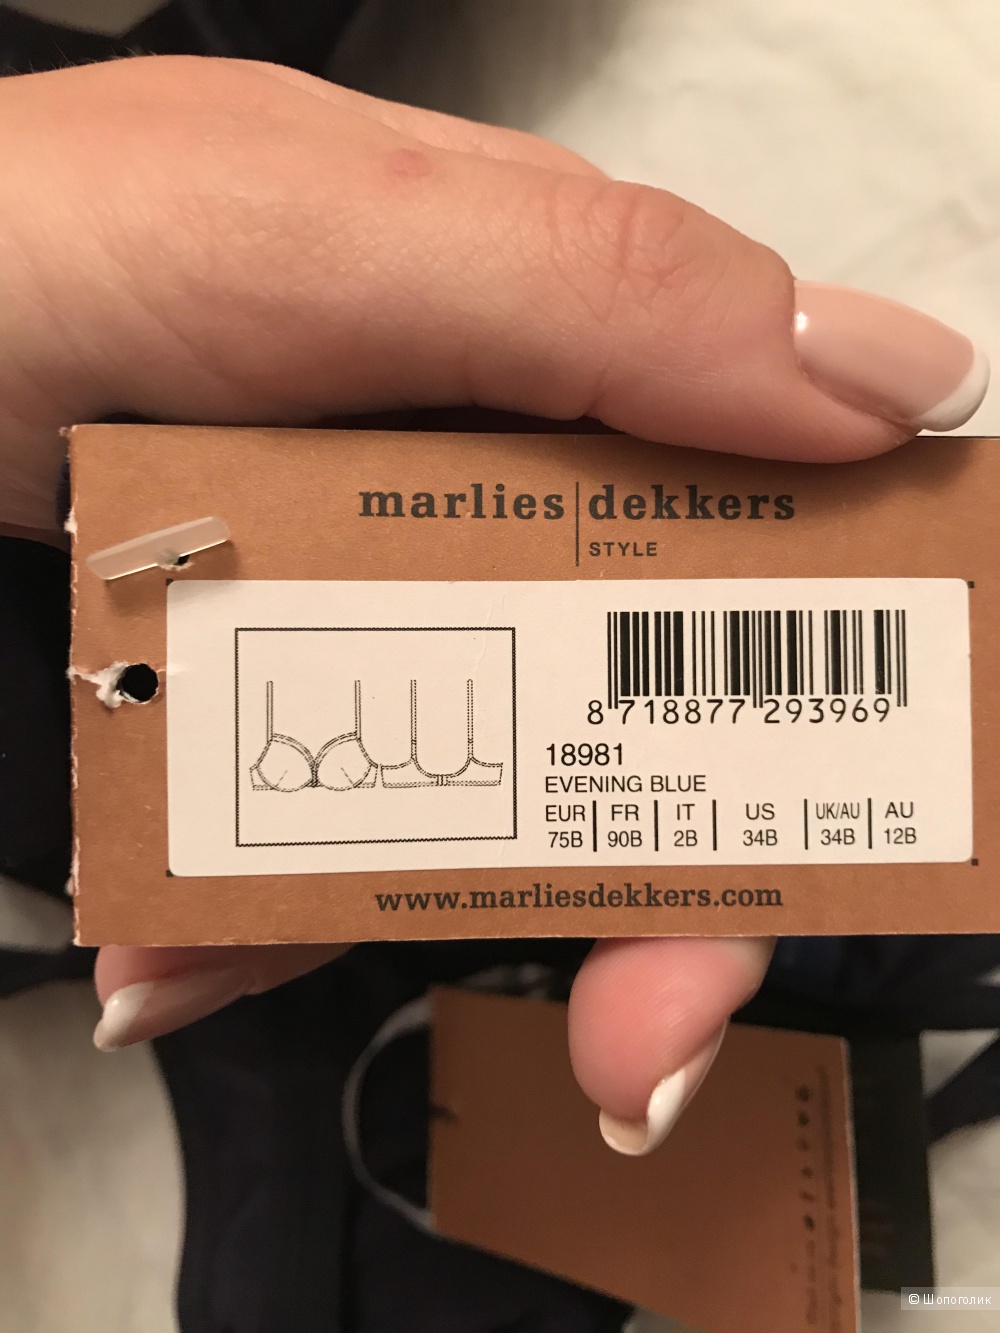 marlies dekkers
STYLE
8 718877 293969
18981
EVENING BLUE
EUR FR IT US UK/AU AU
75B 90B 2B 34B 34B 12B
www.marliesdekkers.com
© Шопоголик